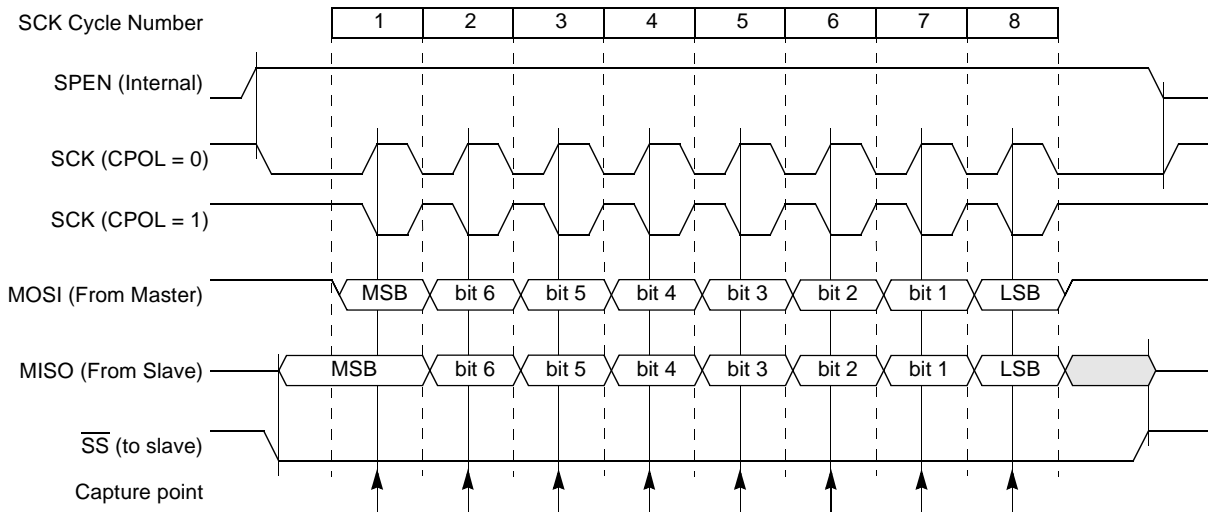 SCK Cycle Number 1 2 3 4 5 6 7 8
SPEN (Internal)
SCK (CPOL = 0)
SCK (CPOL = 1)
MOSI (From Master) MSB bit 6 bit 5 bit 4 bit 3 bit 2 bit 1 LSB
MISO (From Slave) MSB bit 6 bit 5 bit 4 bit 3 bit 2 bit 1 LSB
SS (to slave)
Capture point